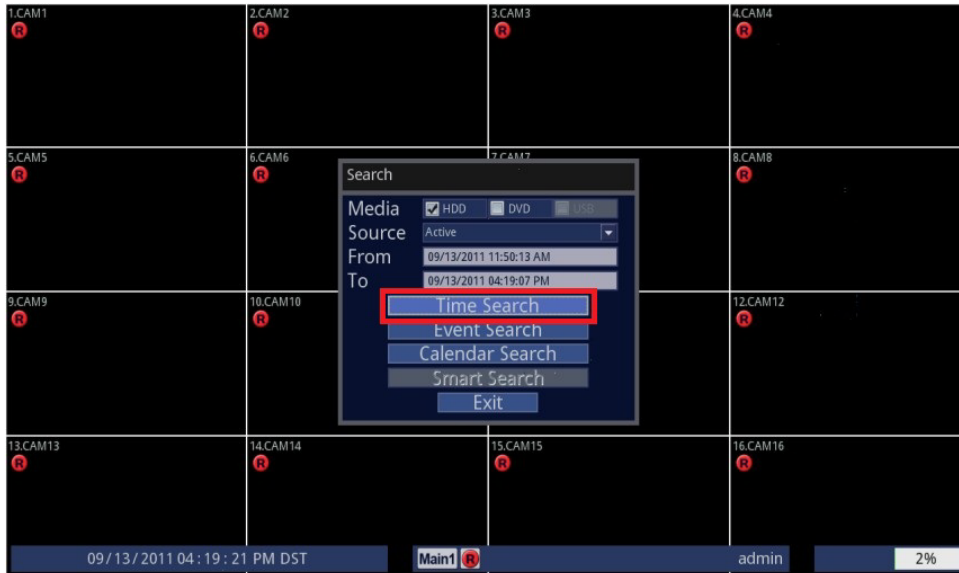 1.CAM1 2.CAM2 3.CAM3 4.CAM4
R R R R
5.CAM5 6.CAM6 7.CAM7 8.CAM8
R R R
Search
Media HDD DVD USB
Source Active
From 09/13/2011 11:50:13 AM
To 09/13/2011 04:19:07 PM
9.CAM9 10.CAM10 12.CAM12
Time Search
R R R
Event Search
Calendar Search
Smart Search
Exit
13.CAM13 14.CAM14 15.CAM15 16.CAM16
R R R R
09/13/2011 04:19:21 PM DST Main1 R admin 2%